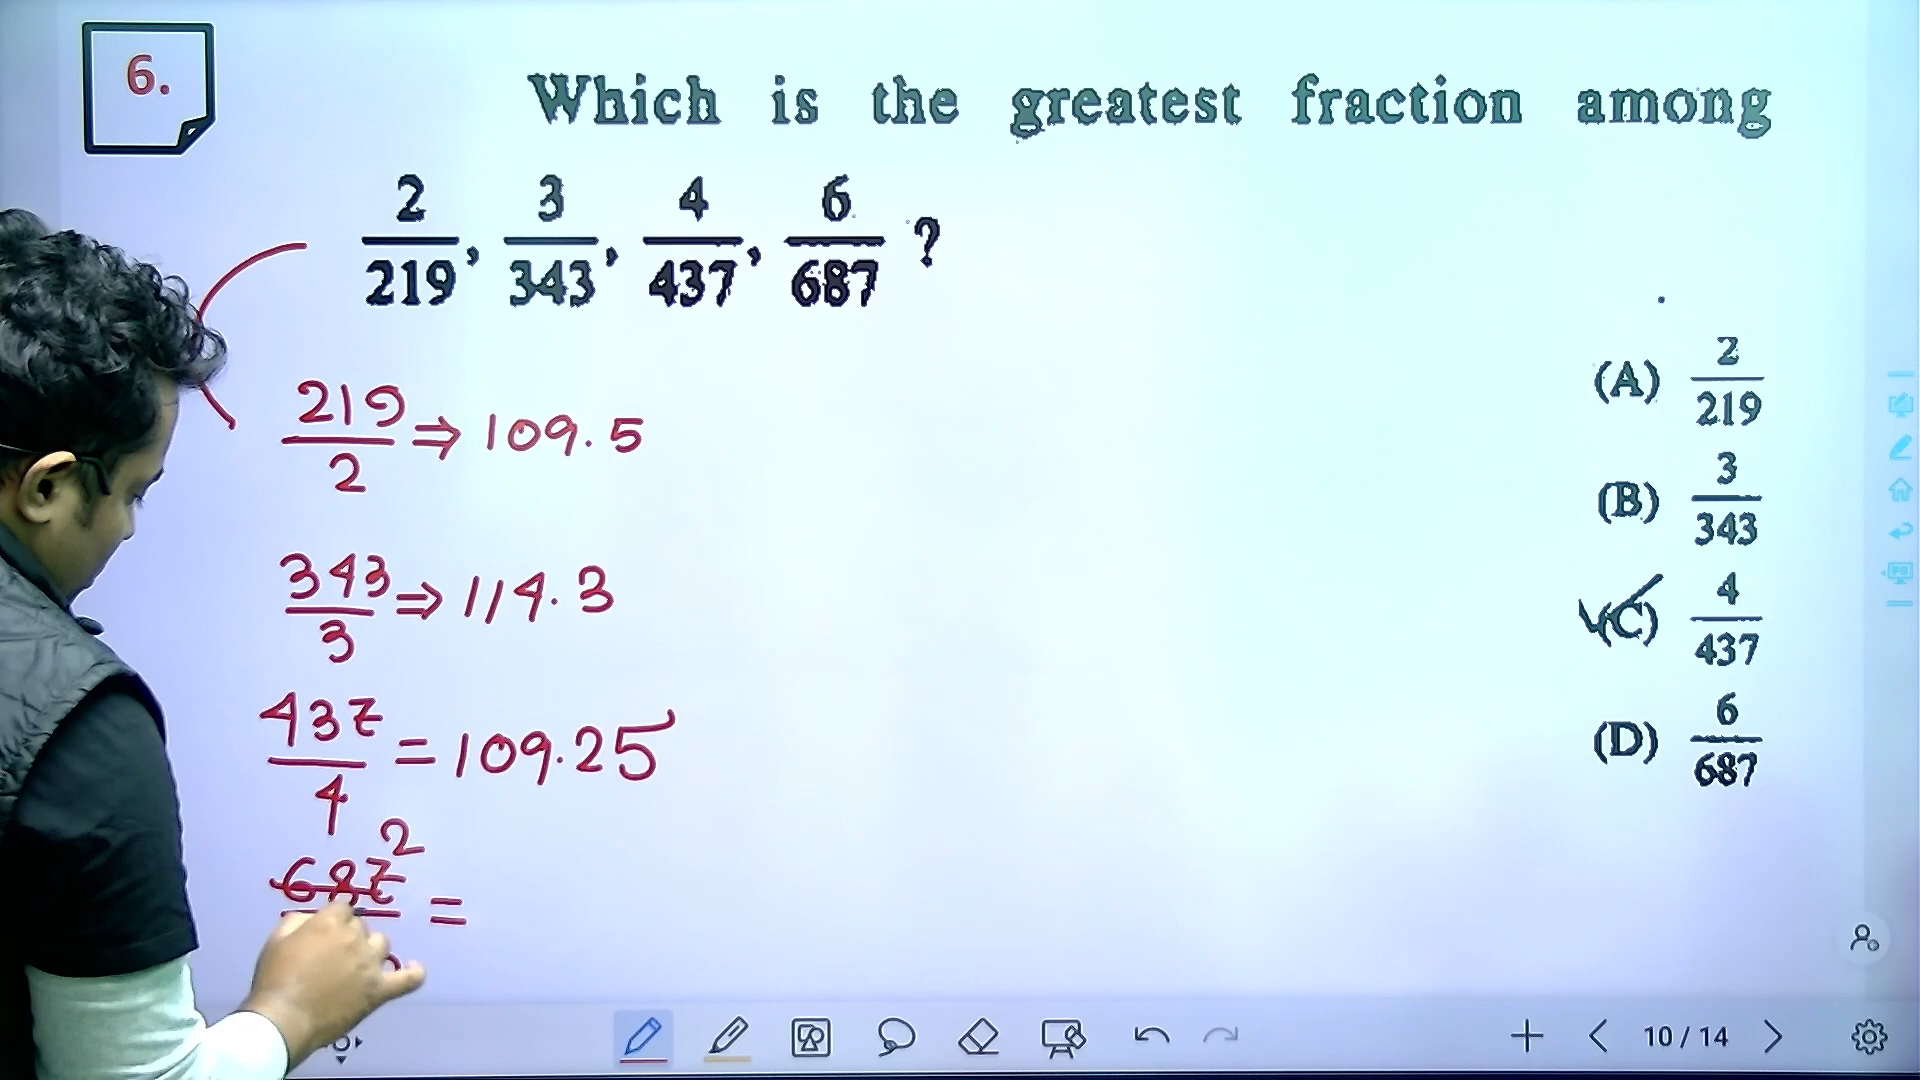 6.
Which is the greatest fraction among
2/219, 3/343, 4/437, 6/687 ?
219/2 ⇒ 109.5
343/3 ⇒ 114.3
437/4 = 109.25
687² =
(A) 2/219
(B) 3/343
(C) 4/437
(D) 6/687
10 / 14